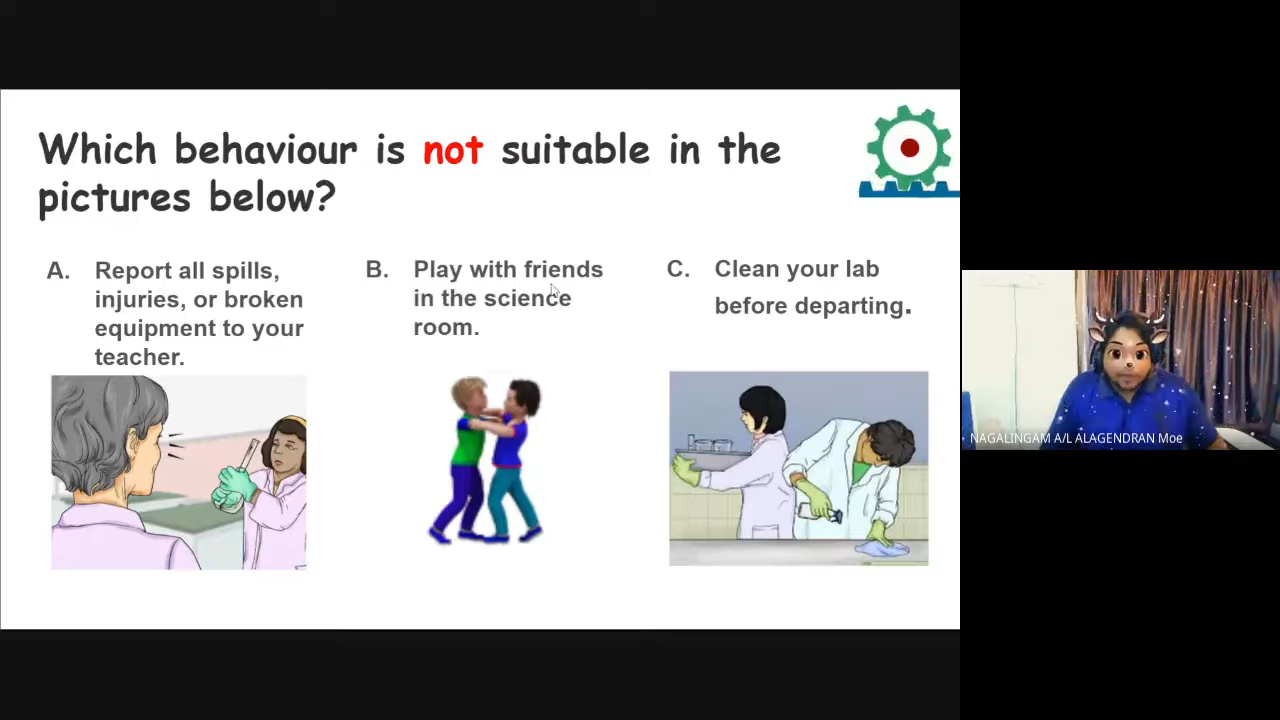 Which behaviour is not suitable in the
pictures below?
A. Report all spills,
injuries, or broken
equipment to your
teacher.
B. Play with friends
in the science
room.
C. Clean your lab
before departing.
NAGALINGAM A/L ALAGENDRAN Moe